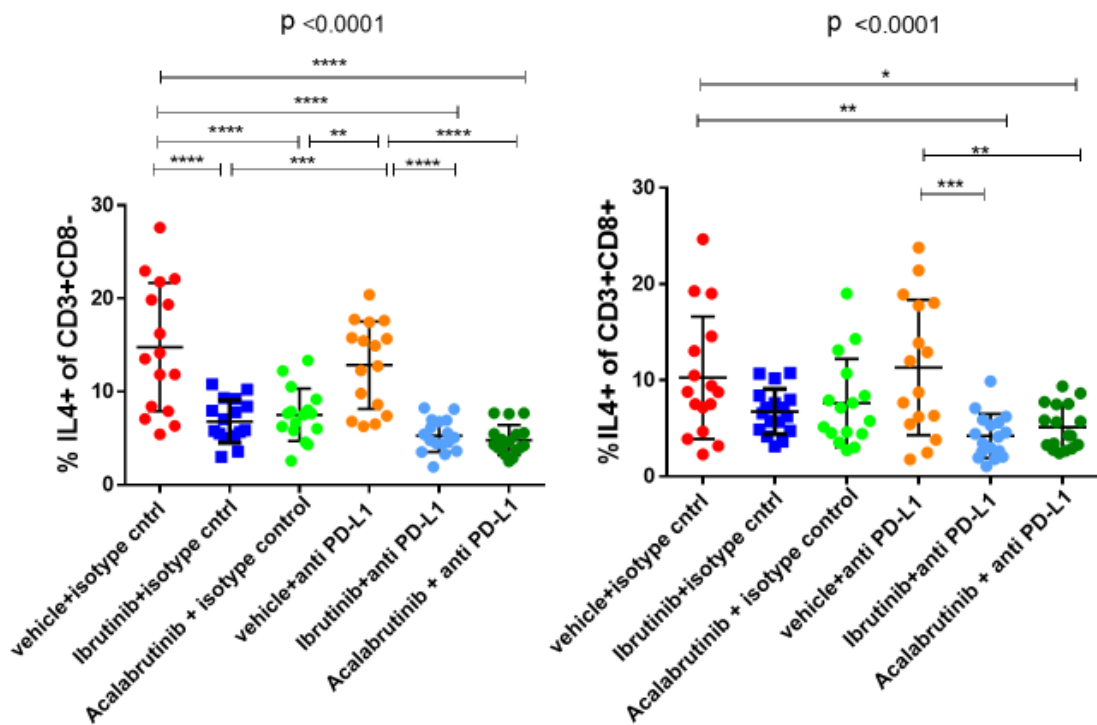 p <0.0001
****
****
**** ** ****
**** *** ****
% IL4+ of CD3+CD8-
30
20
10
0
vehicle+isotype cntrl
Ibrutinib+isotype cntrl
Acalabrutinib + isotype control
vehicle+anti PD-L1
Ibrutinib+anti PD-L1
Acalabrutinib + anti PD-L1
p <0.0001
*
**
**
***
%IL4+ of CD3+CD8+
30
20
10
0
vehicle+isotype cntrl
Ibrutinib+isotype cntrl
Acalabrutinib + isotype control
vehicle+anti PD-L1
Ibrutinib+anti PD-L1
Acalabrutinib + anti PD-L1